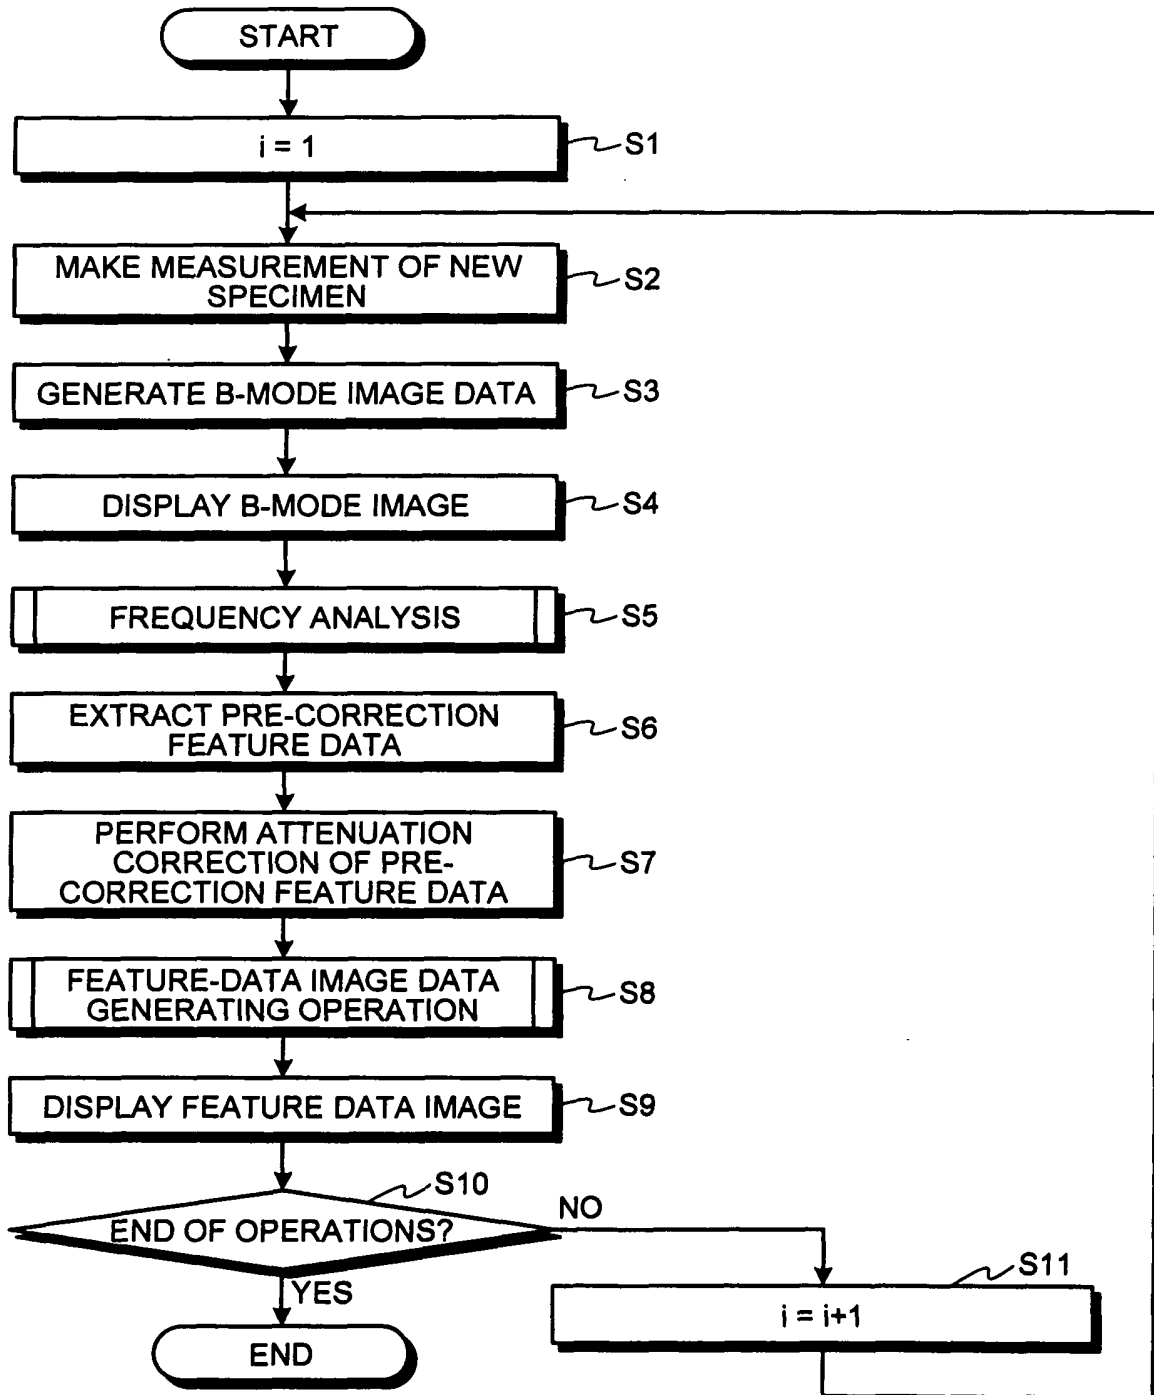 START
i = 1
S1
MAKE MEASUREMENT OF NEW
SPECIMEN
S2
GENERATE B-MODE IMAGE DATA
S3
DISPLAY B-MODE IMAGE
S4
FREQUENCY ANALYSIS
S5
EXTRACT PRE-CORRECTION
FEATURE DATA
S6
PERFORM ATTENUATION
CORRECTION OF PRE-
CORRECTION FEATURE DATA
S7
FEATURE-DATA IMAGE DATA
GENERATING OPERATION
S8
DISPLAY FEATURE DATA IMAGE
S9
S10
END OF OPERATIONS?
NO
YES
S11
i = i+1
END